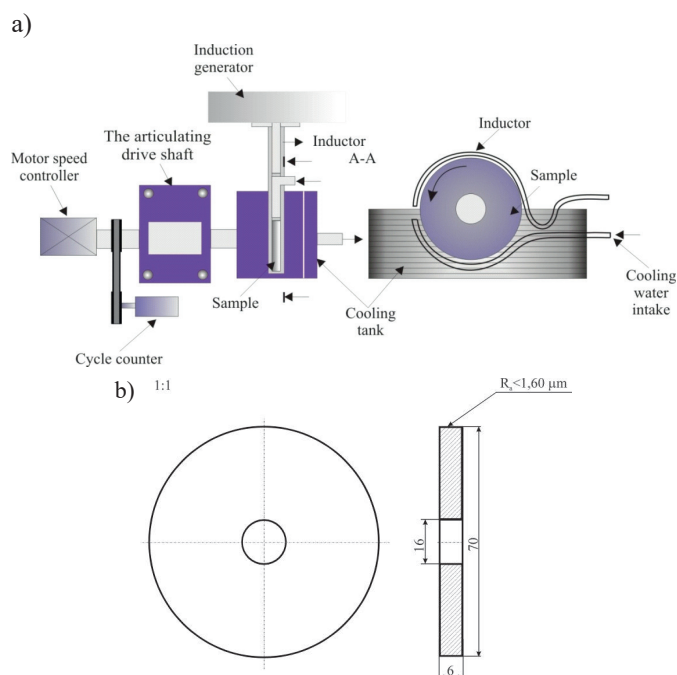 a)
Induction
generator
The articulating
drive shaft
Motor speed
controller
Inductor
A-A
Inductor
Sample
Sample
Cooling
tank
Cooling
water
intake
Cycle counter
b)
1:1
Rₐ<1,60 μm
16
70
6